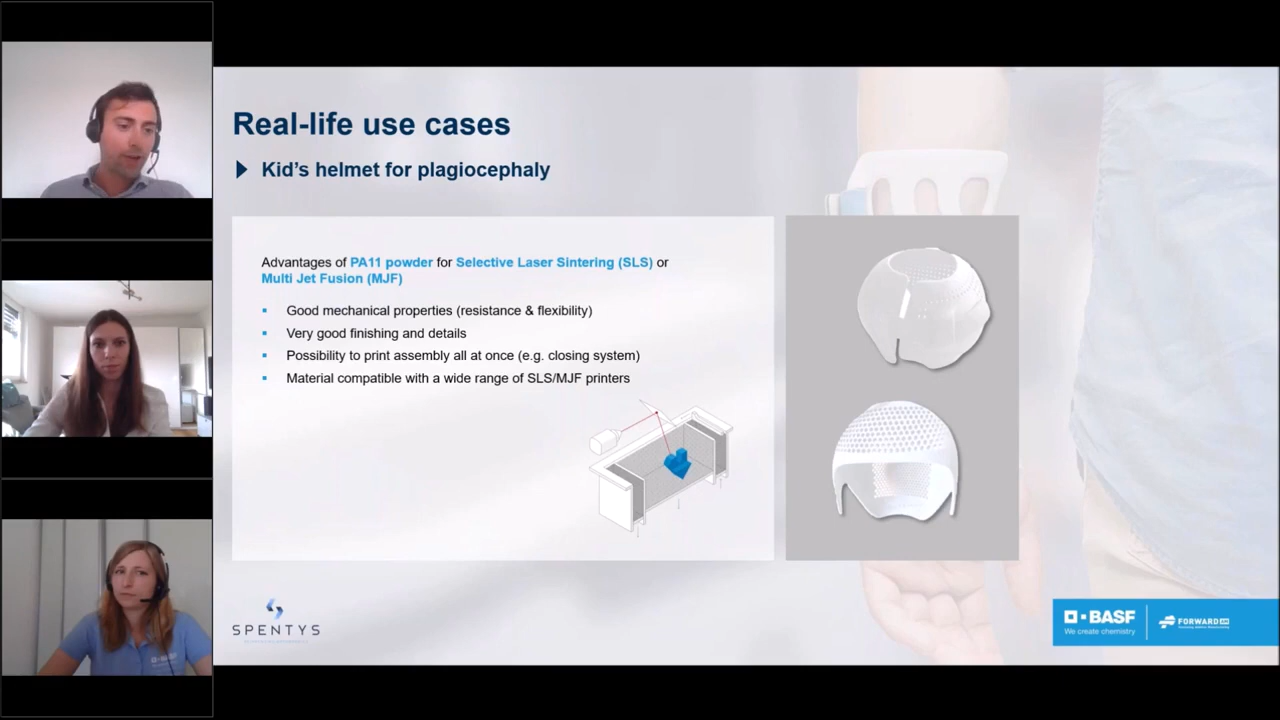 Real-life use cases
Kid's helmet for plagiocephaly
Advantages of PA11 powder for Selective Laser Sintering (SLS) or
Multi Jet Fusion (MJF)
Good mechanical properties (resistance & flexibility)
Very good finishing and details
Possibility to print assembly all at once (e.g. closing system)
Material compatible with a wide range of SLS/MJF printers
SPENTYS
BASF
We create chemistry
FORWARD
BASF